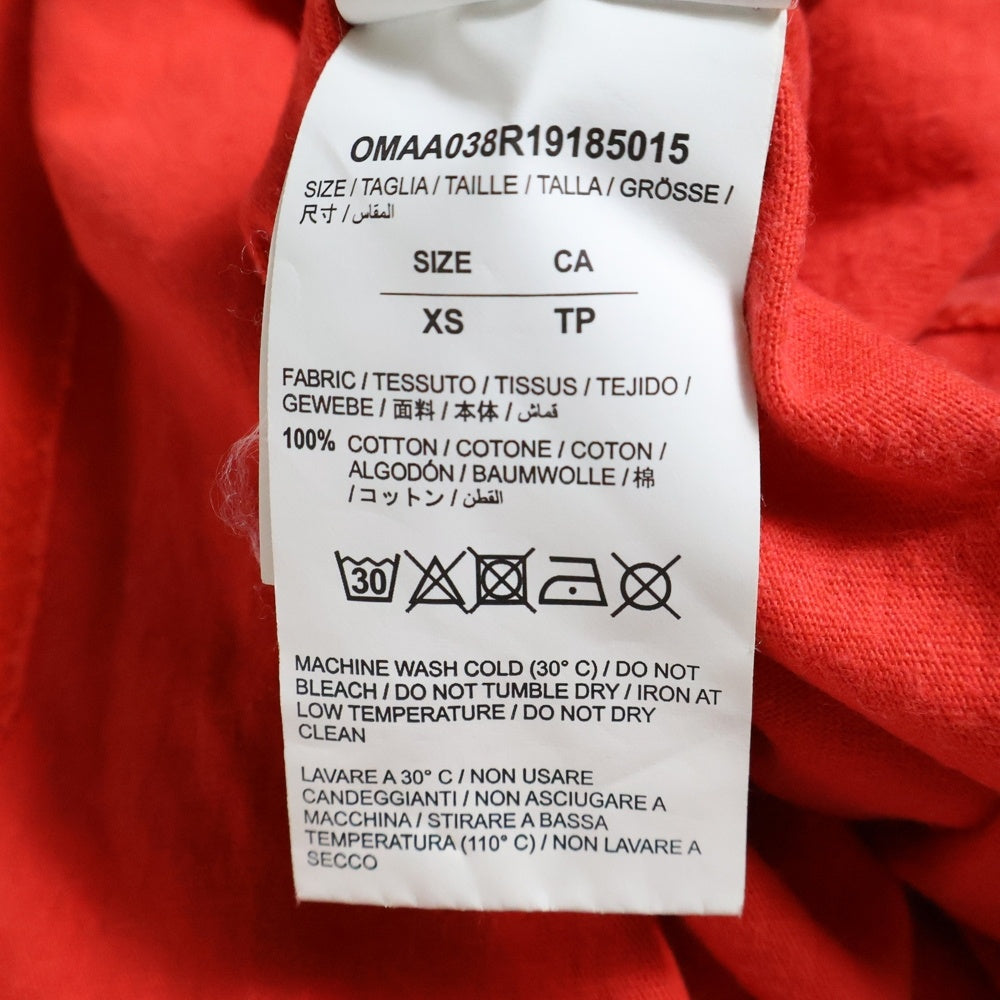 OMAA038R19185015
SIZE / TAGLIA / TAILLE / TALLA / GRÖSSE /
尺寸 / المقاس
SIZE CA
XS TP
FABRIC / TESSUTO / TISSUS / TEJIDO /
GEWEBE / 面料 / 本体 / قماش
100% COTTON / COTONE / COTON /
ALGODÓN / BAUMWOLLE / 棉
/ コットン / القطن
30
MACHINE WASH COLD (30° C) / DO NOT
BLEACH / DO NOT TUMBLE DRY / IRON AT
LOW TEMPERATURE / DO NOT DRY
CLEAN
LAVARE A 30° C / NON USARE
CANDEGGIANTI / NON ASCIUGARE A
MACCHINA / STIRARE A BASSA
TEMPERATURA (110° C) / NON LAVARE A
SECCO